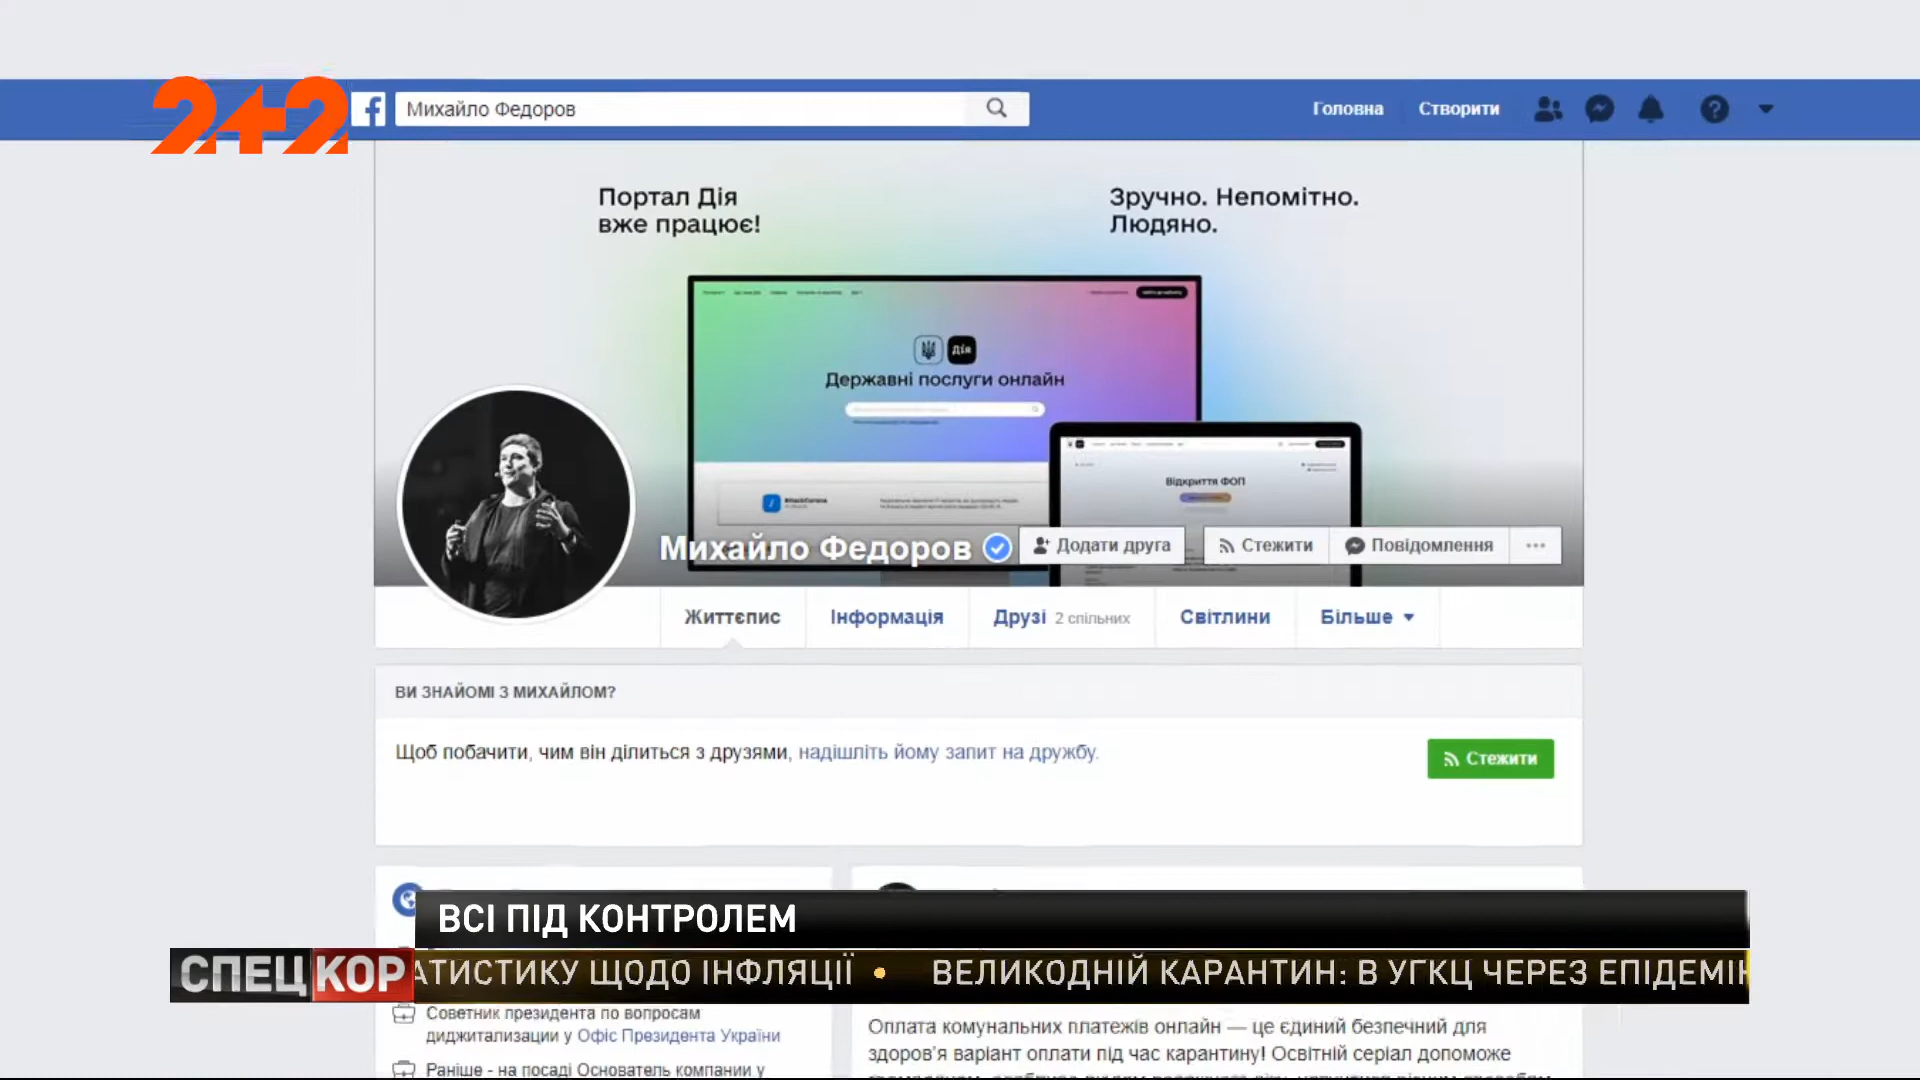 2+2
Михайло Федоров
Головна
Створити
Портал Дія
вже працює!
Зручно. Непомітно.
Людяно.
Дія
Державні послуги онлайн
Відкриття ФОП
Михайло Федоров
Додати друга
Стежити
Повідомлення
Життєпис
Інформація
Друзі 2 спільних
Світлини
Більше
ВИ ЗНАЙОМІ З МИХАЙЛОМ?
Щоб побачити, чим він ділиться з друзями, надішліть йому запит на дружбу.
Стежити
ВСІ ПІД КОНТРОЛЕМ
СПЕЦКОР
АТИСТИКУ ЩОДО ІНФЛЯЦІЇ • ВЕЛИКОДНІЙ КАРАНТИН: В УГКЦ ЧЕРЕЗ ЕПІДЕМІ
Советник президента по вопросам
диджитализации у Офіс Президента України
Раніше - на посаді Основатель компании у
Оплата комунальних платежів онлайн — це єдиний безпечний для
здоров'я варіант оплати під час карантину! Освітній серіал допоможе